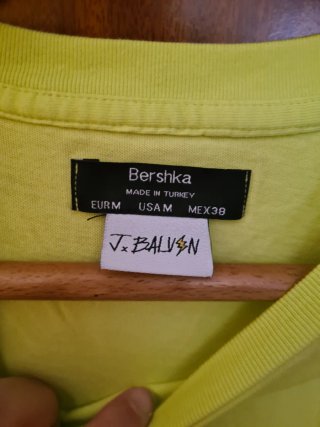 Bershka
MADE IN TURKEY
EUR M USA M MEX 38
J. BALVIN